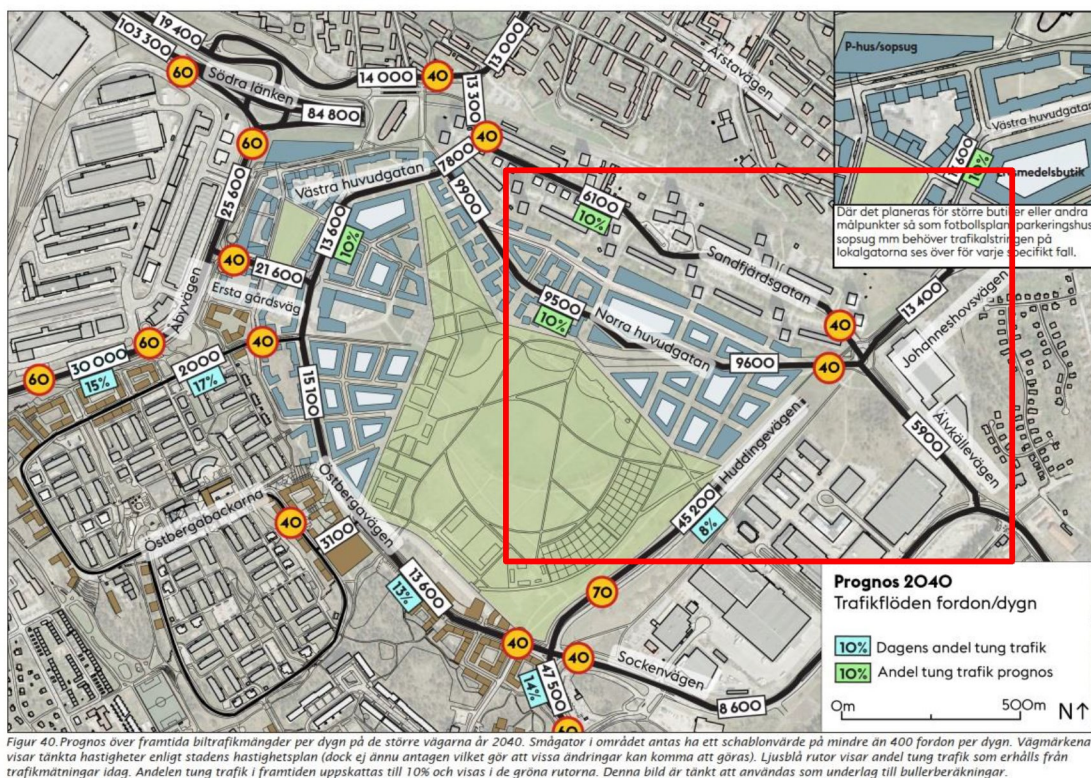 19 400
103 300
60
Södra länken
14 000
40
13 000
13 300
84 800
Årstavägen
P-hus/sopsug
Västra huvudgatan
10%
Där det planeras för större butiker eller andra
målpunkter så som fotbollsplan, parkeringshus,
sopsug mm behöver trafikalstringen på
lokalgatorna ses över för varje specifikt fall.
60
25 600
40
7800
Västra huvudgatan
9900
6100
10%
13 600
10%
Sandfjärdsgatan
40
21 600
Ersta gårdsväg
Åbyvägen
9500
10%
Norra huvudgatan
40
13 400
Johanneshovsvägen
60
30 000
15%
60
2000
17%
40
9600
40
15 100
Huddingevägen
5900
Älvkällevägen
Östbergabackarna
40
3100
Östbergavägen
45 200
8%
13 600
13%
70
40
40
Sockenvägen
47 500
14%
60
8 600
Prognos 2040
Trafikflöden fordon/dygn
10% Dagens andel tung trafik
10% Andel tung trafik prognos
0m 500m N↑
Figur 40. Prognos över framtida biltrafikmängder per dygn på de större vägarna år 2040. Smågator i området antas ha ett schablonvärde på mindre än 400 fordon per dygn. Vägmärkena
visar tänkta hastigheter enligt stadens hastighetsplan (dock ej ännu antagen vilket gör att vissa ändringar kan komma att göras). Ljusblå rutor visar andel tung trafik som erhålls från
trafikmätningar idag. Andelen tung trafik i framtiden uppskattas till 10% och visas i de gröna rutorna. Denna bild är tänkt att användas som underlag till bullerberäkningar.